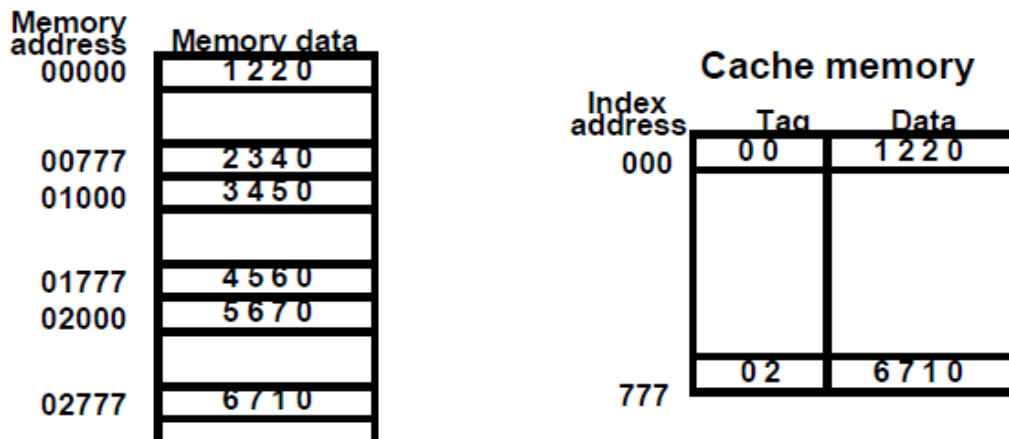 Memory
address
Memory data
00000
1 2 2 0
00777
2 3 4 0
01000
3 4 5 0
01777
4 5 6 0
02000
5 6 7 0
02777
6 7 1 0
Cache memory
Index
address
Tag
Data
000
0 0
1 2 2 0
777
0 2
6 7 1 0